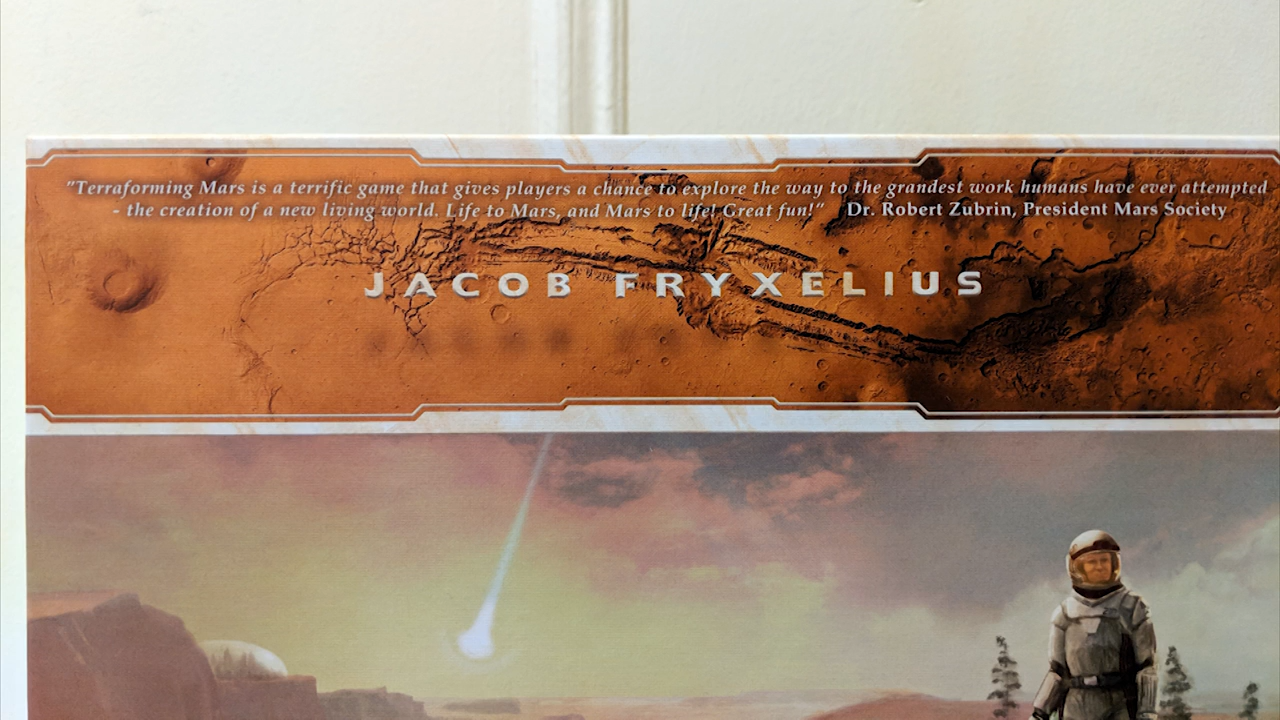 "Terraforming Mars is a terrific game that gives players a chance to explore the way to the grandest work humans have ever attempted
- the creation of a new living world. Life to Mars, and Mars to life! Great fun!" Dr. Robert Zubrin, President Mars Society
JACOB FRYXELIUS